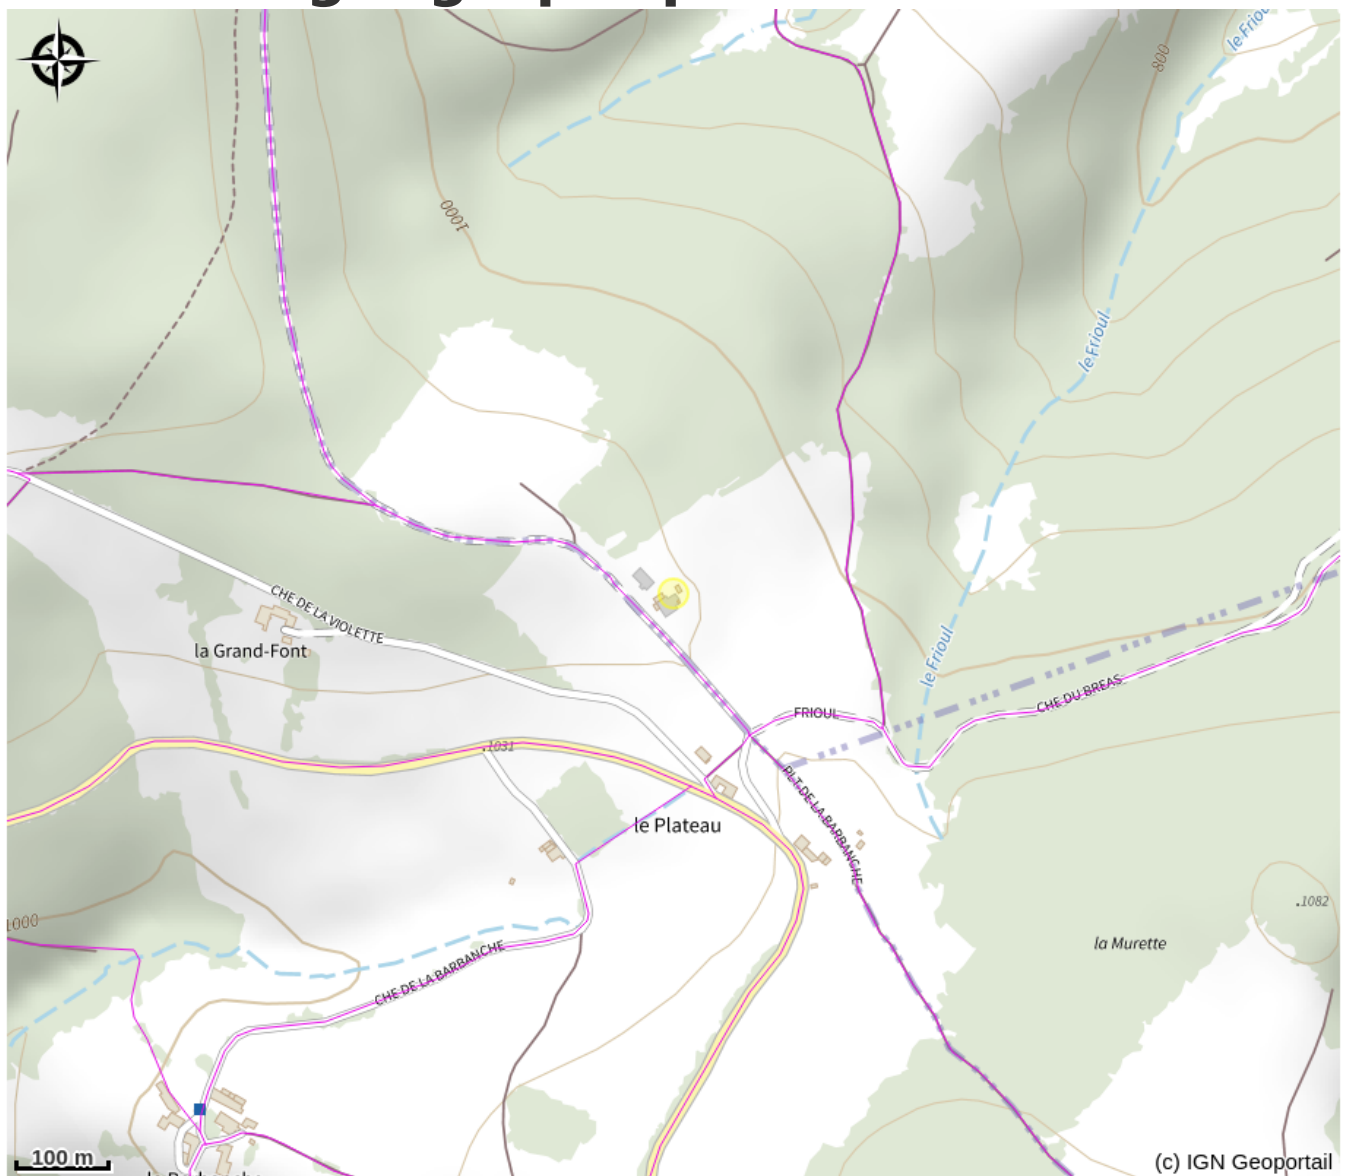 le Frioul
800
1000
le Frioul
CHE DE LA VIOLETTE
la Grand-Font
le Frioul
CHE DU BREAS
FRIOUL
.1031
PLT DE LA BARBANCHE
le Plateau
.1082
1000
la Murette
CHE DE LA BARBANCHE
100 m
(c) IGN Geoportail